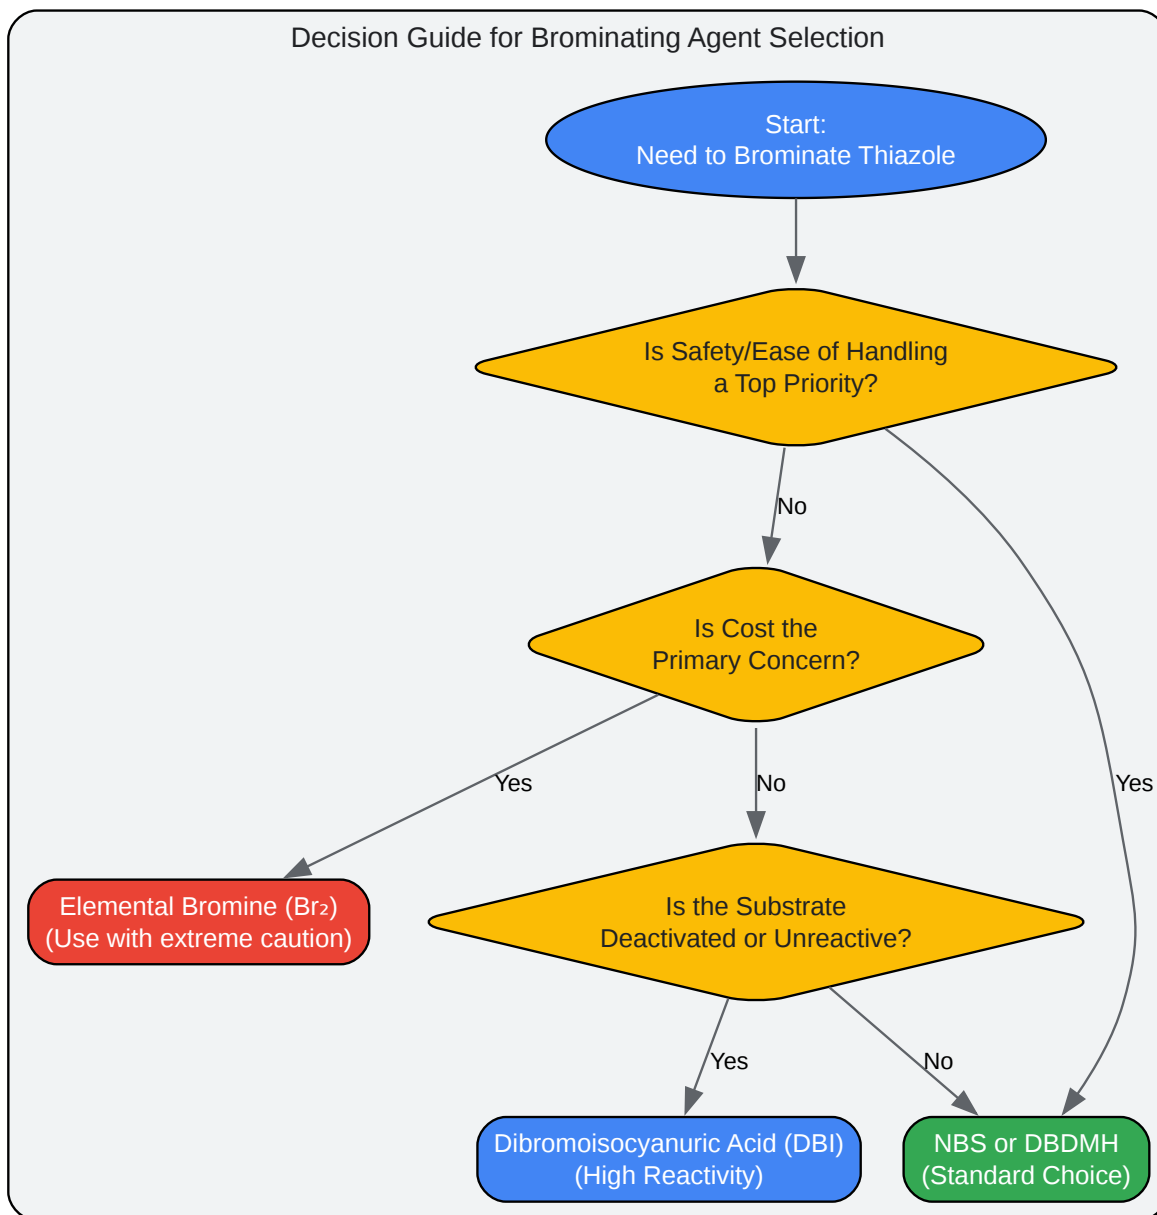 Decision Guide for Brominating Agent Selection
Start:
Need to Brominate Thiazole
Is Safety/Ease of Handling
a Top Priority?
No
Is Cost the
Primary Concern?
Yes
No
Yes
Elemental Bromine (Br₂)
(Use with extreme caution)
Is the Substrate
Deactivated or Unreactive?
Yes
No
Dibromoisocyanuric Acid (DBI)
(High Reactivity)
NBS or DBDMH
(Standard Choice)